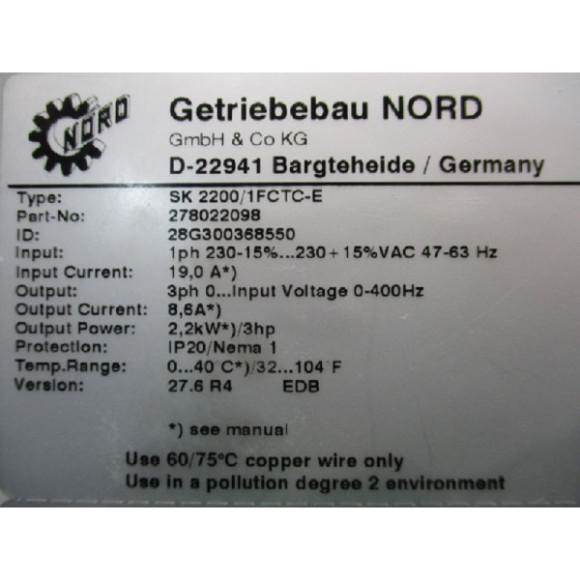 NORD
Getriebebau NORD
GmbH & Co KG
D-22941 Bargteheide / Germany
Type: SK 2200/1FCTC-E
Part-No: 278022098
ID: 28G300368550
Input: 1ph 230-15%...230+15%VAC 47-63 Hz
Input Current: 19,0 A*)
Output: 3ph 0...Input Voltage 0-400Hz
Output Current: 8,6A*)
Output Power: 2,2kW*)/3hp
Protection: IP20/Nema 1
Temp.Range: 0...40°C*)/32...104°F
Version: 27.6 R4 EDB
*) see manual
Use 60/75°C copper wire only
Use in a pollution degree 2 environment